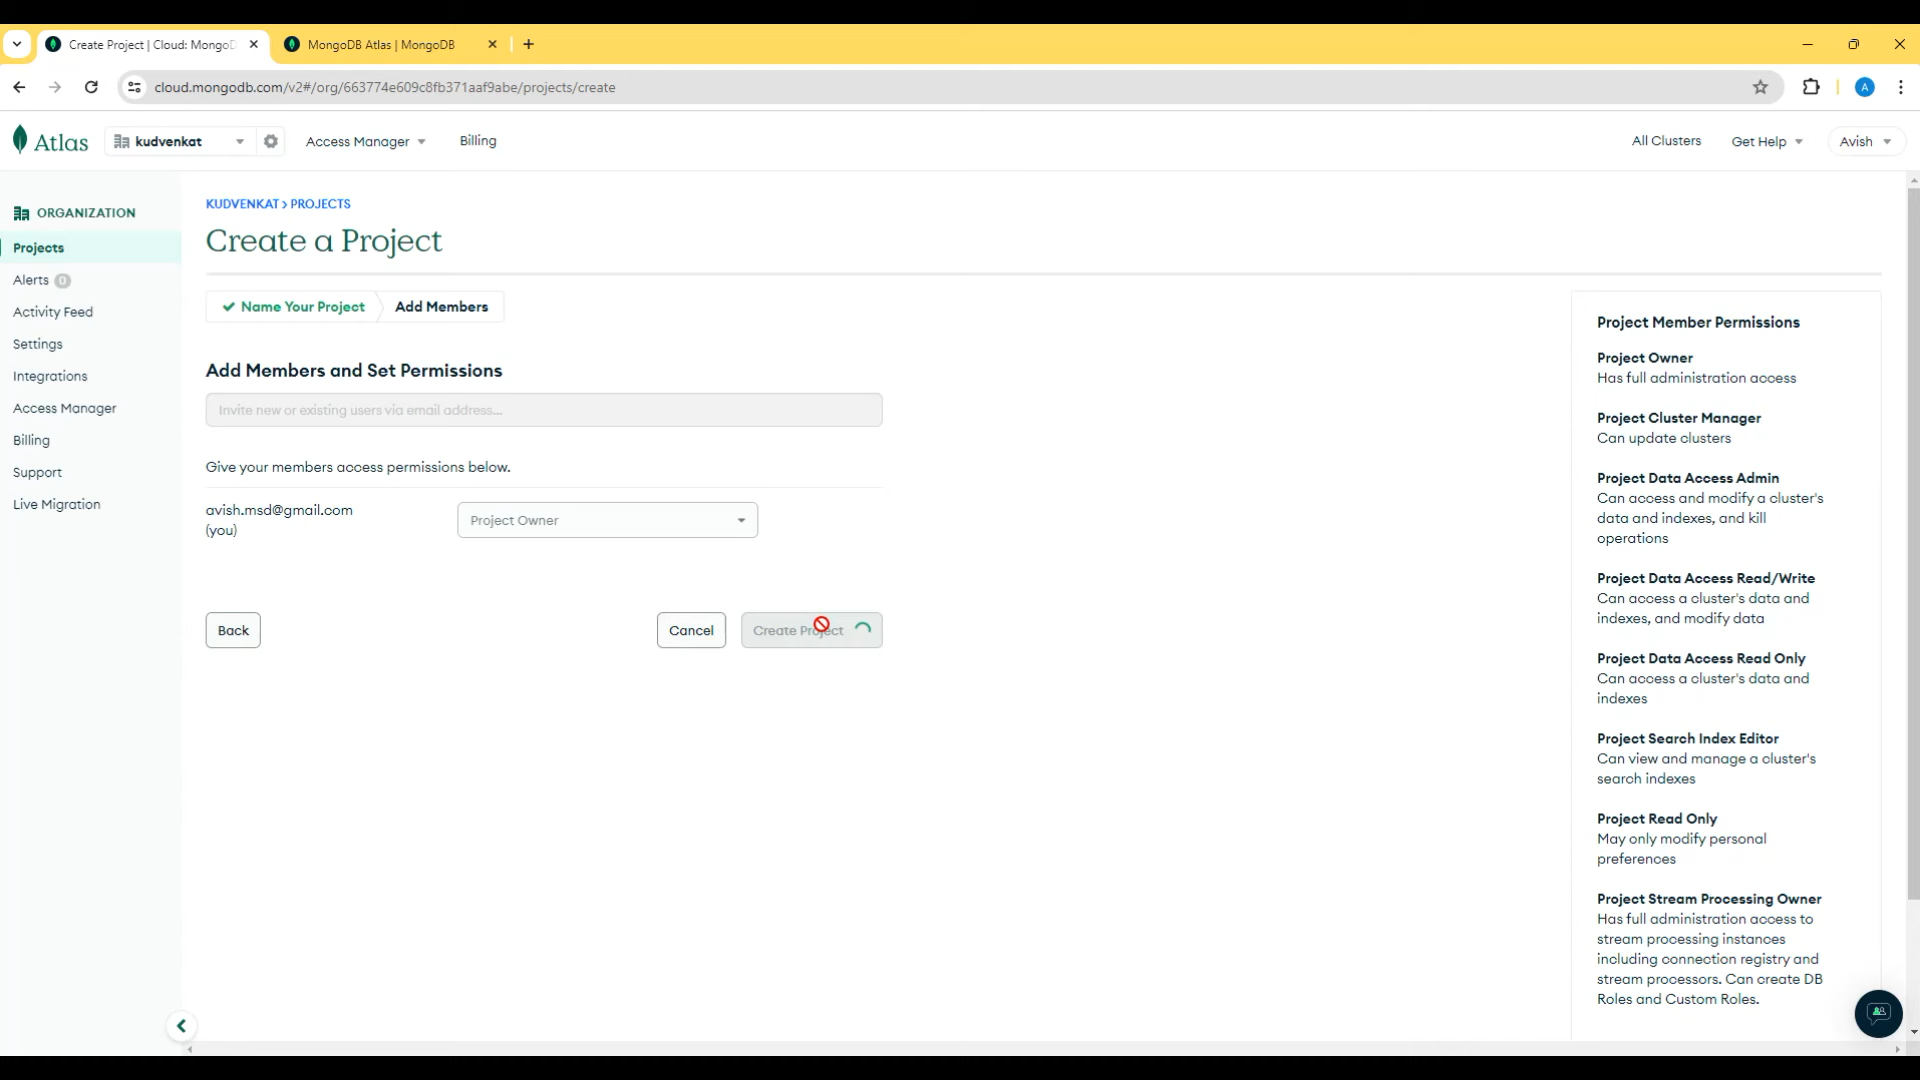 Create Project | Cloud: MongoD
MongoDB Atlas | MongoDB
cloud.mongodb.com/v2#/org/663774e609c8fb371aaf9abe/projects/create
A
Atlas
kudvenkat
Access Manager
Billing
All Clusters
Get Help
Avish
ORGANIZATION
Projects
Alerts 0
Activity Feed
Settings
Integrations
Access Manager
Billing
Support
Live Migration
KUDVENKAT > PROJECTS
Create a Project
Name Your Project
Add Members
Add Members and Set Permissions
Invite new or existing users via email address...
Give your members access permissions below.
avish.msd@gmail.com
(you)
Project Owner
Back
Cancel
Create Project
Project Member Permissions
Project Owner
Has full administration access
Project Cluster Manager
Can update clusters
Project Data Access Admin
Can access and modify a cluster's
data and indexes, and kill
operations
Project Data Access Read/Write
Can access a cluster's data and
indexes, and modify data
Project Data Access Read Only
Can access a cluster's data and
indexes
Project Search Index Editor
Can view and manage a cluster's
search indexes
Project Read Only
May only modify personal
preferences
Project Stream Processing Owner
Has full administration access to
stream processing instances
including connection registry and
stream processors. Can create DB
Roles and Custom Roles.